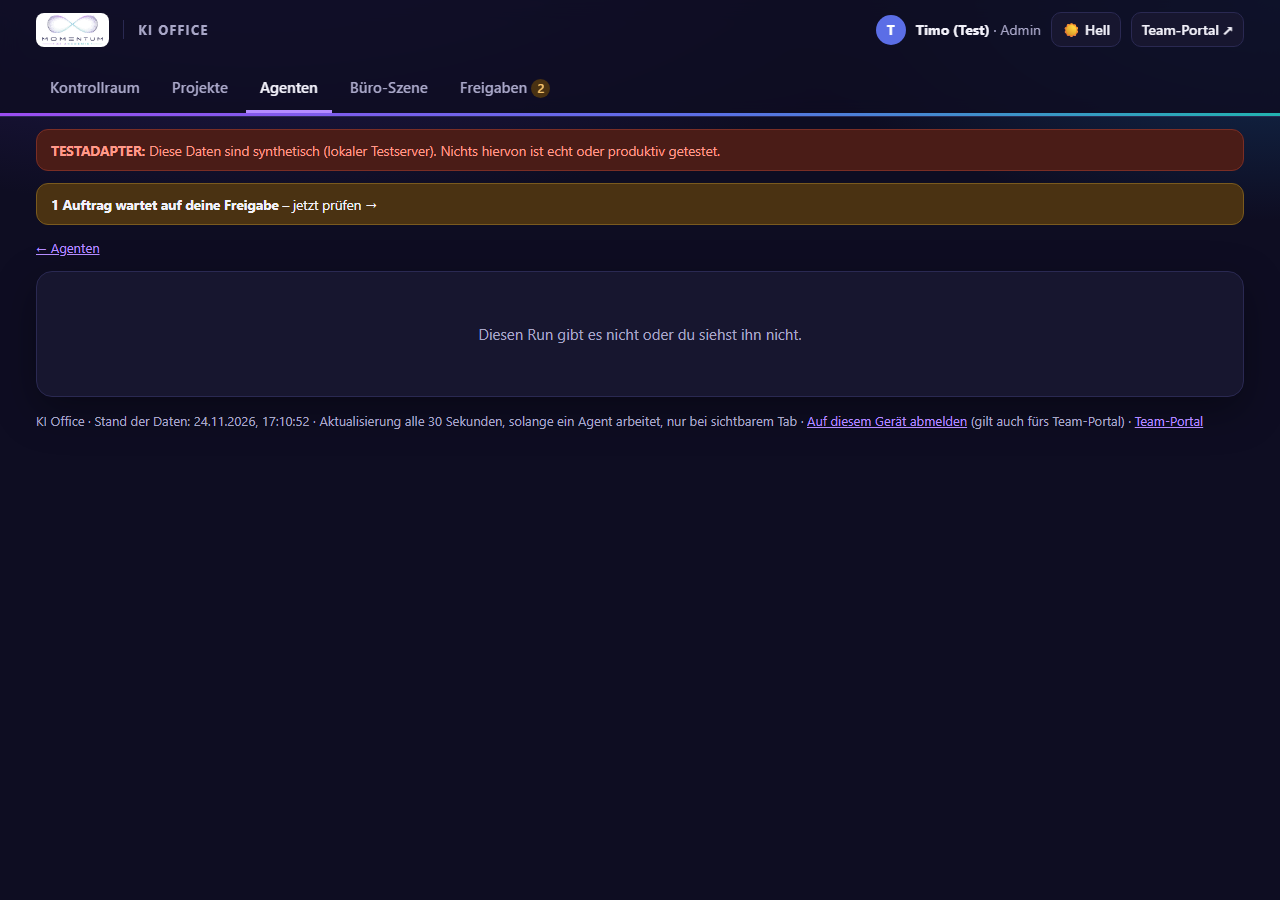 MOMENTUM
KI OFFICE
T
Timo (Test) · Admin
Hell
Team-Portal ↗
Kontrollraum
Projekte
Agenten
Büro-Szene
Freigaben 2
TESTADAPTER: Diese Daten sind synthetisch (lokaler Testserver). Nichts hiervon ist echt oder produktiv getestet.
1 Auftrag wartet auf deine Freigabe – jetzt prüfen →
← Agenten
Diesen Run gibt es nicht oder du siehst ihn nicht.
KI Office · Stand der Daten: 24.11.2026, 17:10:52 · Aktualisierung alle 30 Sekunden, solange ein Agent arbeitet, nur bei sichtbarem Tab · Auf diesem Gerät abmelden (gilt auch fürs Team-Portal) · Team-Portal